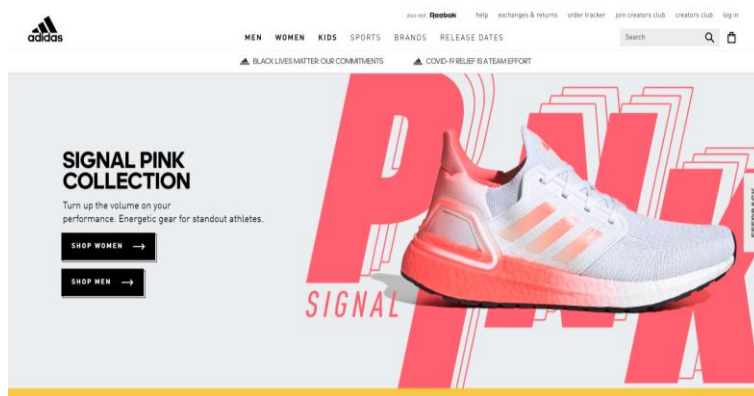 also visit Reebok help exchanges & returns order tracker join creators club creators club log in
adidas
MEN WOMEN KIDS SPORTS BRANDS RELEASE DATES
Search
BLACK LIVES MATTER: OUR COMMITMENTS
COVID-19 RELIEF IS A TEAM EFFORT
SIGNAL PINK
COLLECTION
Turn up the volume on your
performance. Energetic gear for standout athletes.
SHOP WOMEN
SHOP MEN
PINK
SIGNAL
FEEDBACK